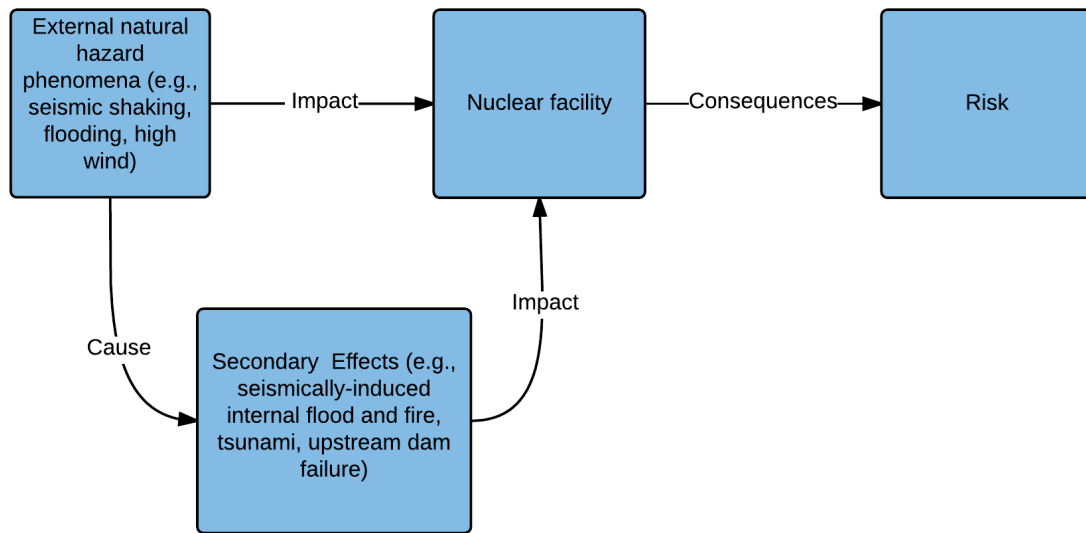 External natural
hazard
phenomena (e.g.,
seismic shaking,
flooding, high
wind)
Impact
Nuclear facility
Consequences
Risk
Cause
Impact
Secondary  Effects (e.g.,
seismically-induced
internal flood and fire,
tsunami, upstream dam
failure)